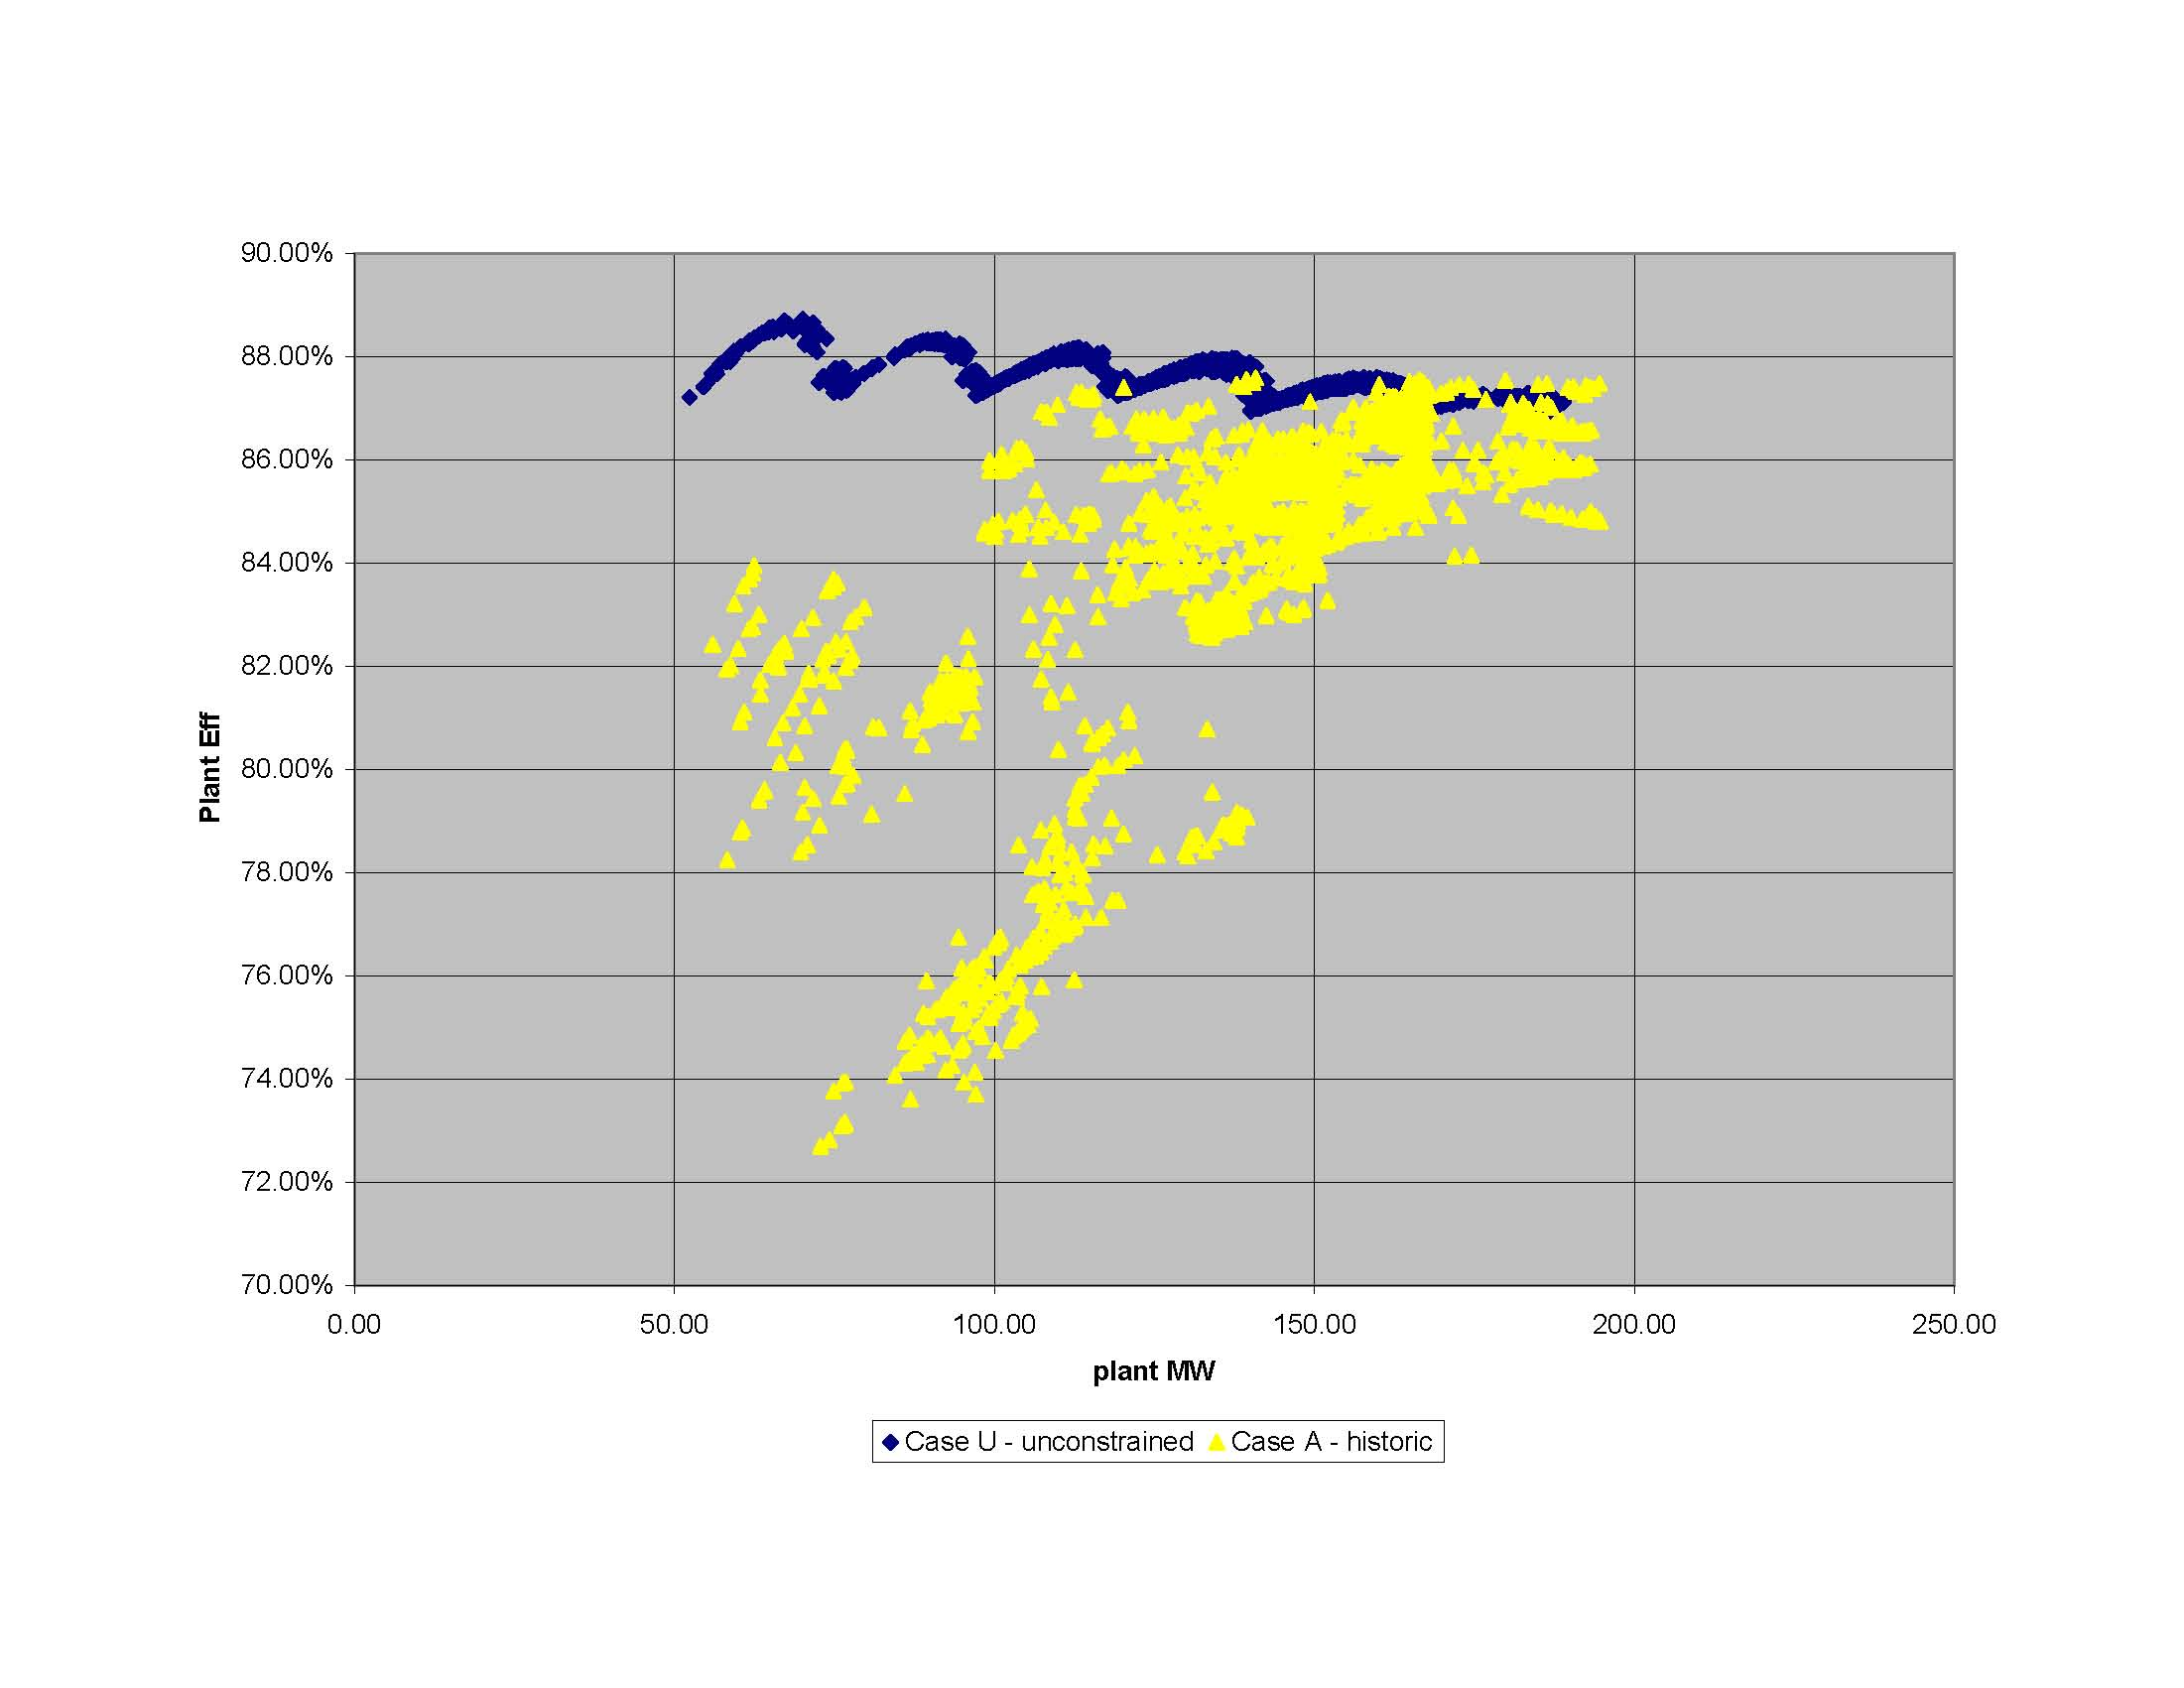 90.00%
88.00%
86.00%
84.00%
82.00%
80.00%
78.00%
76.00%
74.00%
72.00%
70.00%
Plant Eff
0.00 50.00 100.00 150.00 200.00 250.00
plant MW
Case U - unconstrained Case A - historic